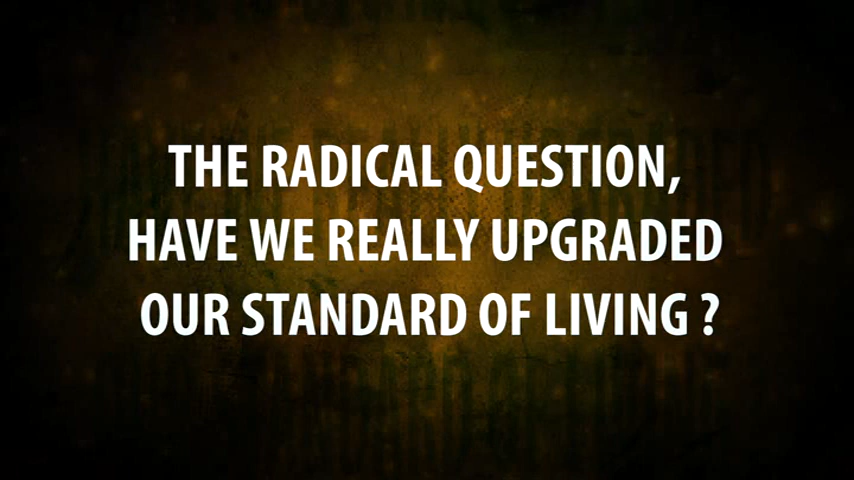 THE RADICAL QUESTION,
HAVE WE REALLY UPGRADED
OUR STANDARD OF LIVING ?